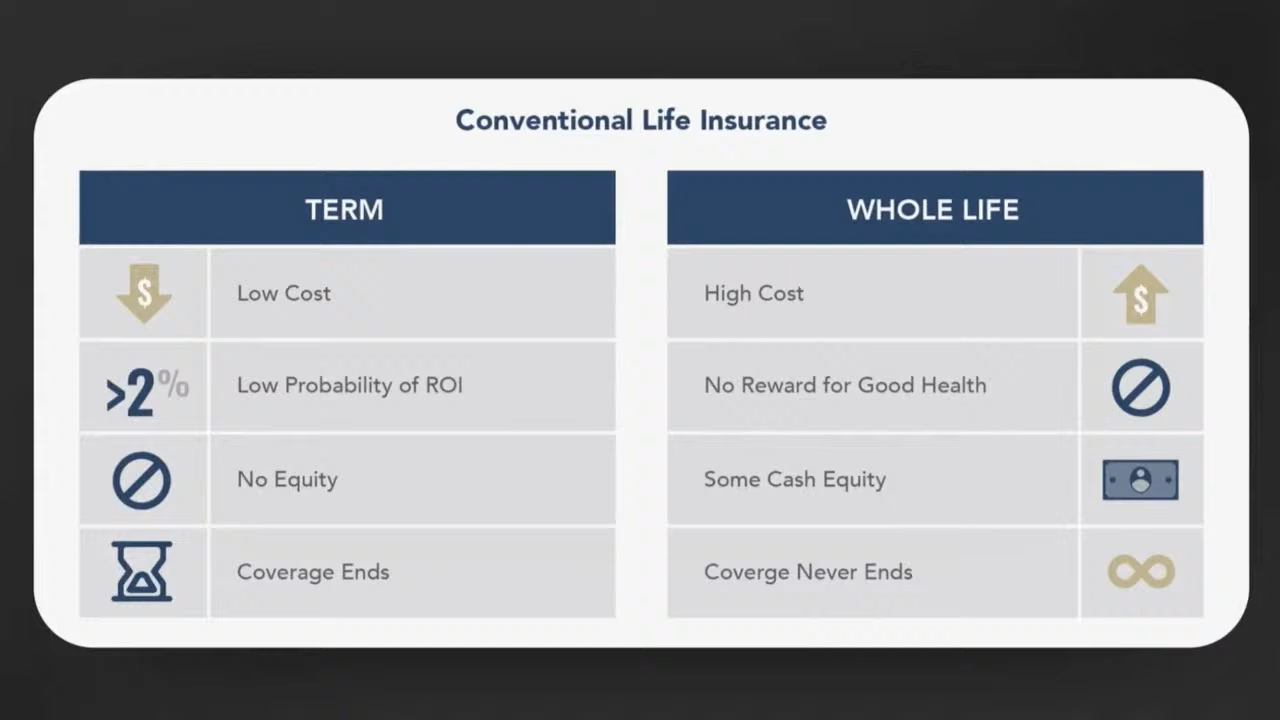 Conventional Life Insurance
TERM
$ Low Cost
>2% Low Probability of ROI
No Equity
Coverage Ends
WHOLE LIFE
High Cost $
No Reward for Good Health
Some Cash Equity
Coverge Never Ends